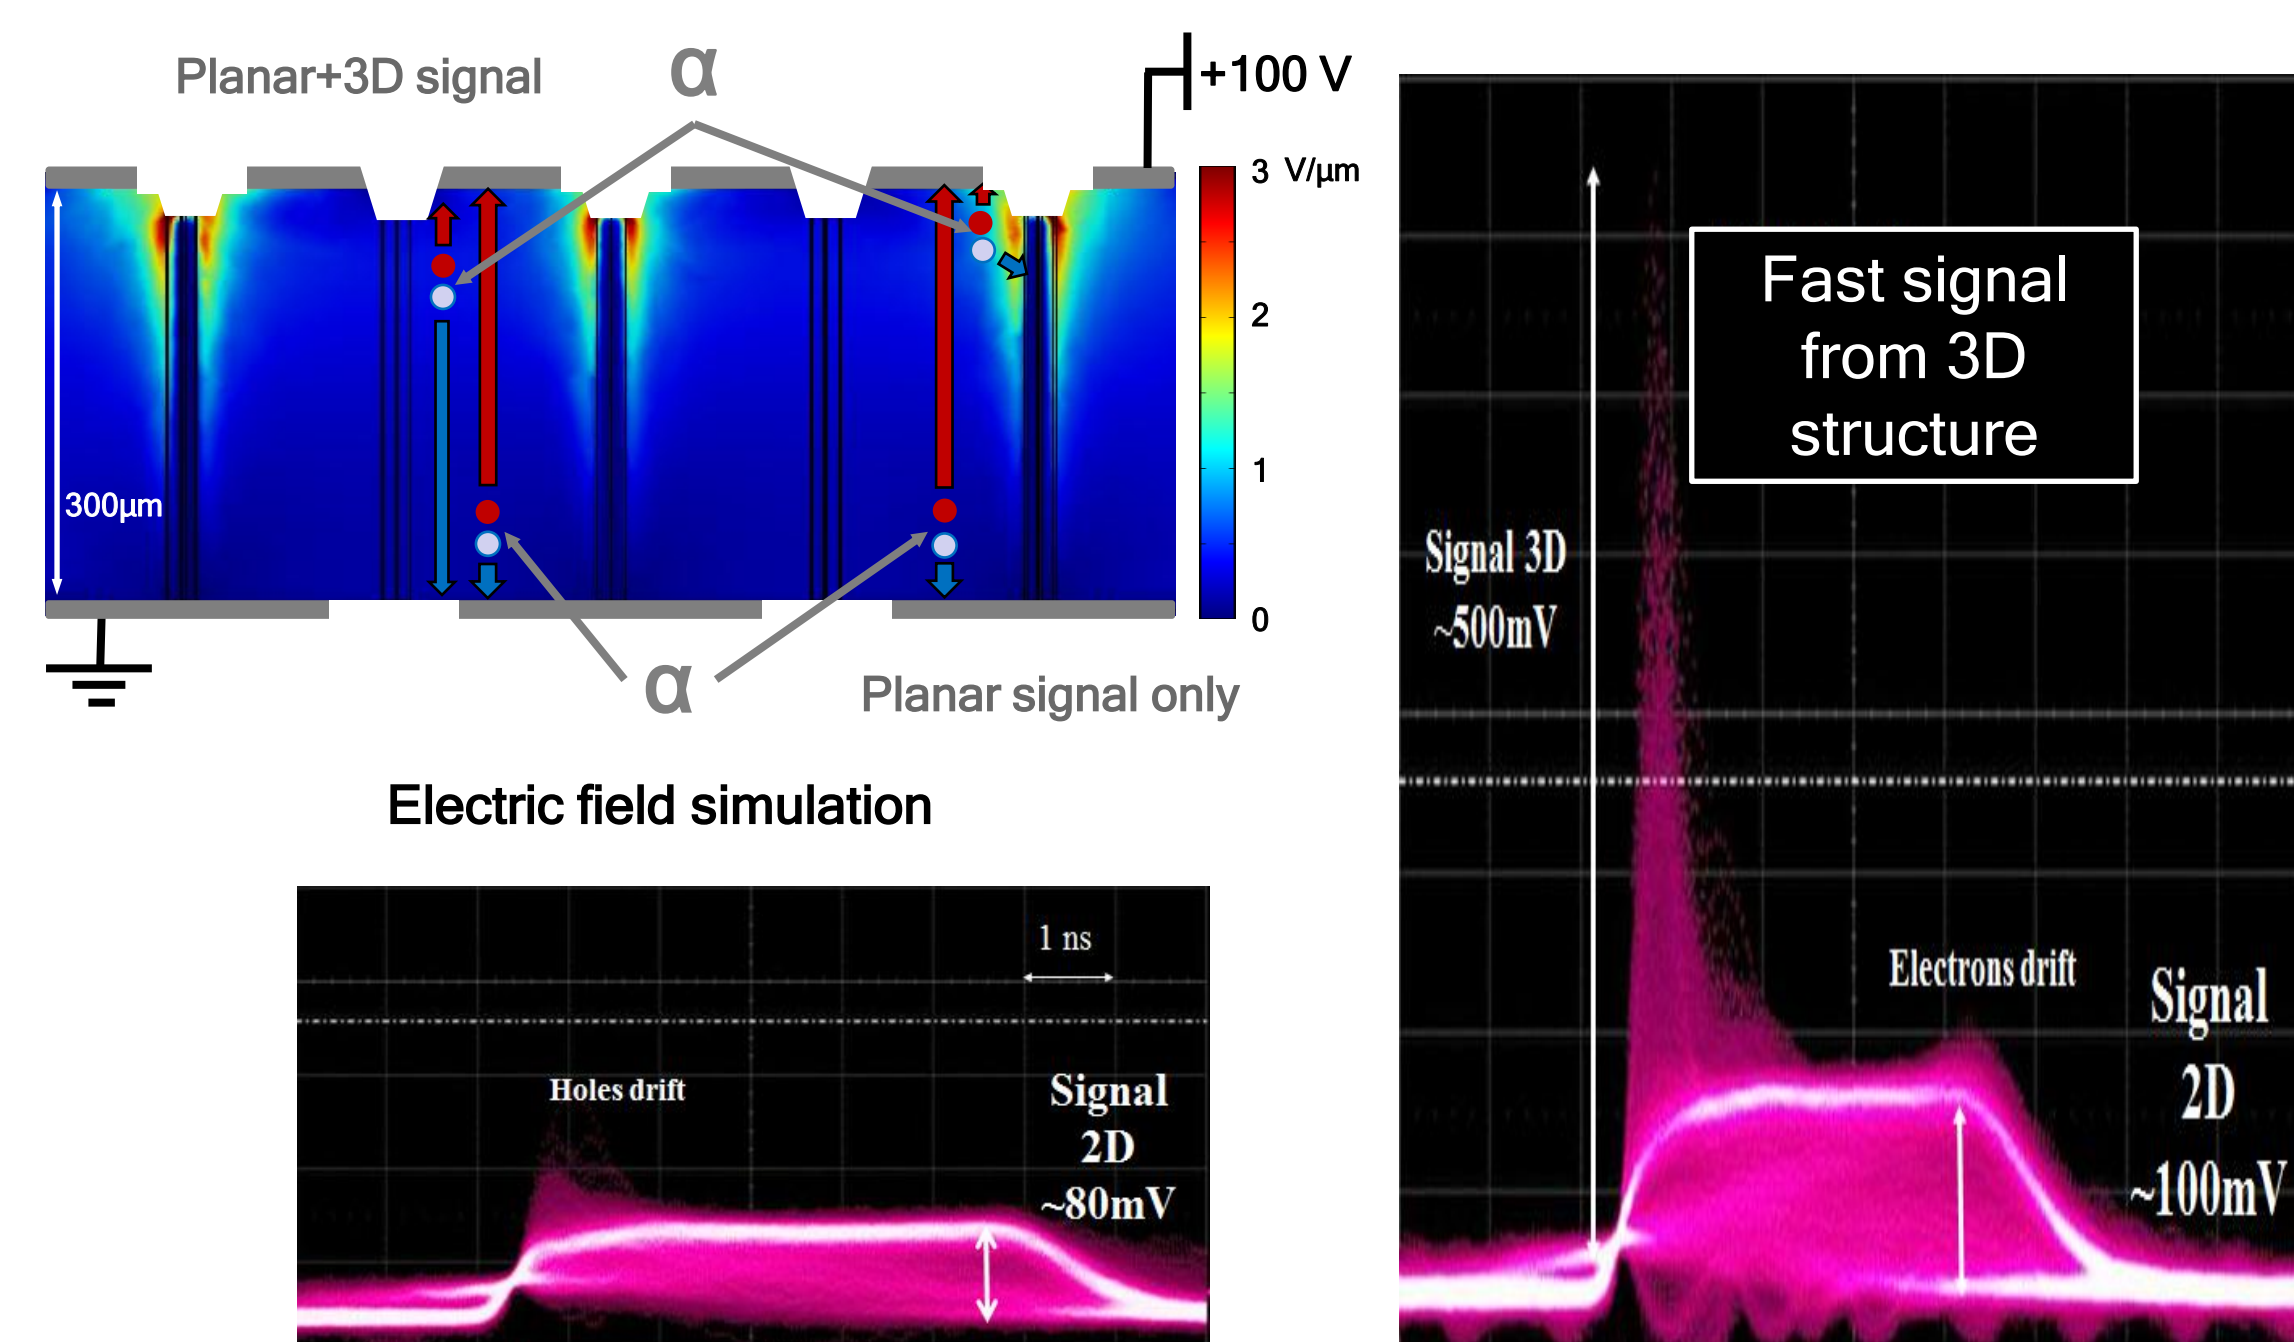 Planar+3D signal
α
+100 V
3 V/µm
2
1
0
300µm
α
Planar signal only
Electric field simulation
1 ns
Holes drift
Signal
2D
~80mV
Fast signal
from 3D
structure
Signal 3D
~500mV
Electrons drift
Signal
2D
~100mV